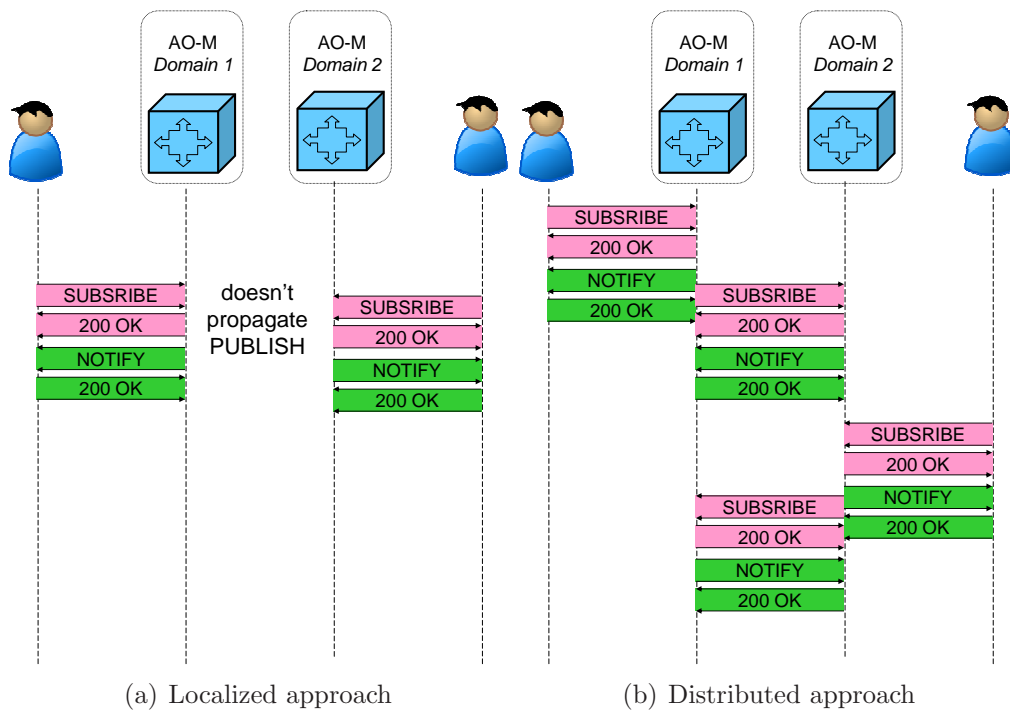 AO-M
Domain 1
AO-M
Domain 2
SUBSRIBE
200 OK
NOTIFY
200 OK
doesn't
propagate
PUBLISH
SUBSRIBE
200 OK
NOTIFY
200 OK
(a) Localized approach
AO-M
Domain 1
AO-M
Domain 2
SUBSRIBE
200 OK
NOTIFY
200 OK
SUBSRIBE
200 OK
NOTIFY
200 OK
SUBSRIBE
200 OK
NOTIFY
200 OK
SUBSRIBE
200 OK
NOTIFY
200 OK
(b) Distributed approach